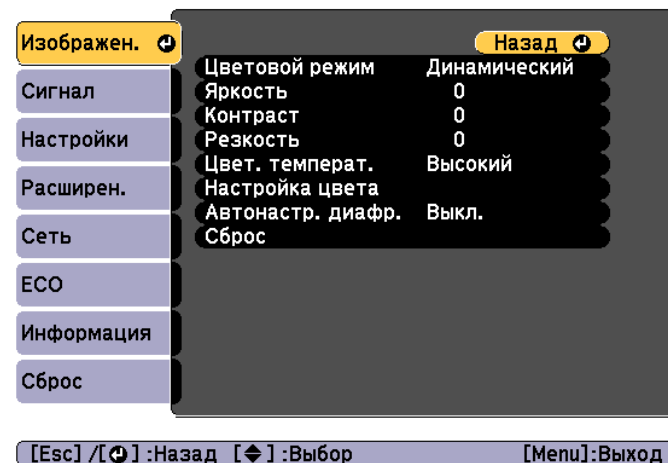 Изображен.
Сигнал
Настройки
Расширен.
Сеть
ECO
Информация
Сброс
Назад
Цветовой режим Динамический
Яркость 0
Контраст 0
Резкость 0
Цвет. температ. Высокий
Настройка цвета
Автонастр. диафр. Выкл.
Сброс
[Esc] /[ ] :Назад [ ] :Выбор [Menu]:Выход